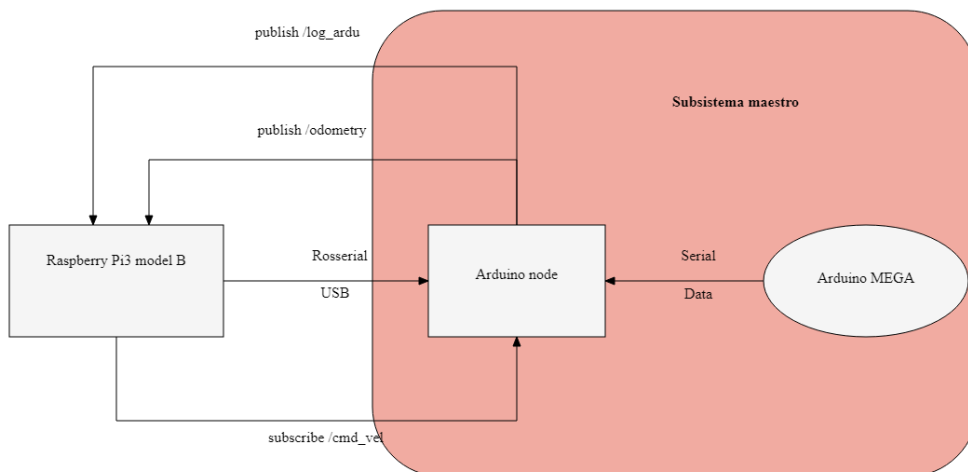 publish /log_ardu
Subsistema maestro
publish /odometry
Raspberry Pi3 model B
Rosserial
USB
Arduino node
Serial
Data
Arduino MEGA
subscribe /cmd_vel